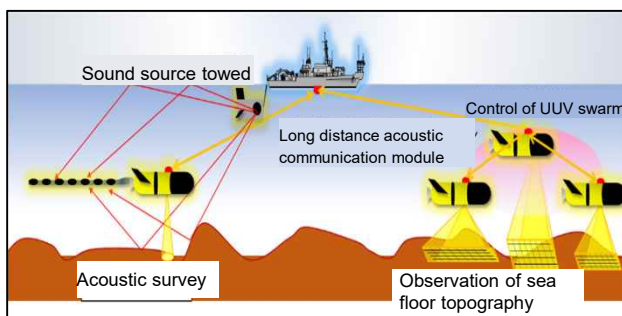 Sound source towed
Control of UUV swarm
Long distance acoustic
communication module
Acoustic survey
Observation of sea
floor topography